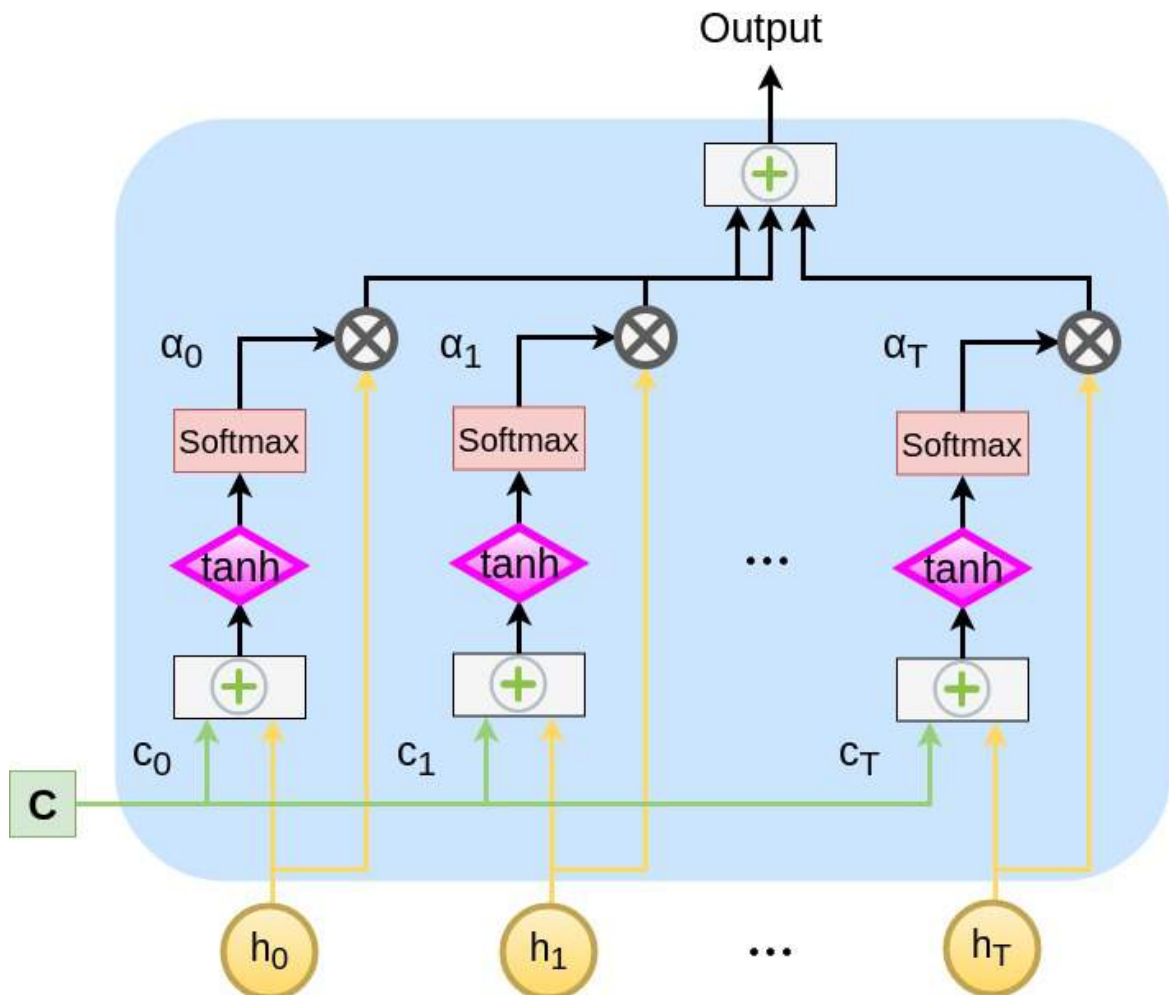 Output
α0 α1 αT
Softmax Softmax Softmax
tanh tanh ... tanh
c0 c1 cT
C
h0 h1 ... hT